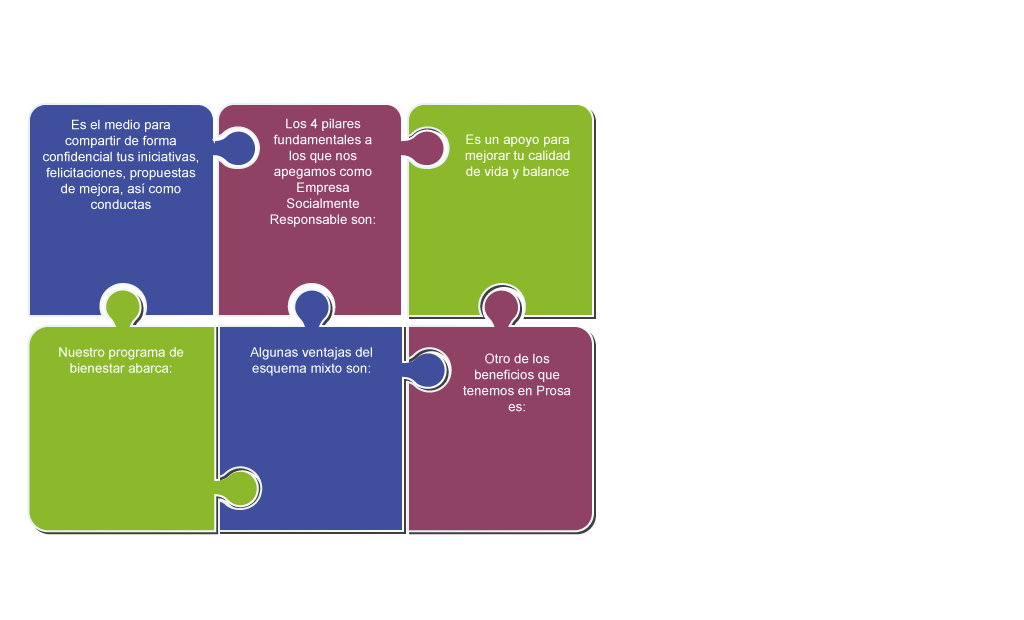 Es el medio para
compartir de forma
confidencial tus iniciativas,
felicitaciones, propuestas
de mejora, así como
conductas
Los 4 pilares
fundamentales a
los que nos
apegamos como
Empresa
Socialmente
Responsable son:
Es un apoyo para
mejorar tu calidad
de vida y balance
Nuestro programa de
bienestar abarca:
Algunas ventajas del
esquema mixto son:
Otro de los
beneficios que
tenemos en Prosa
es: